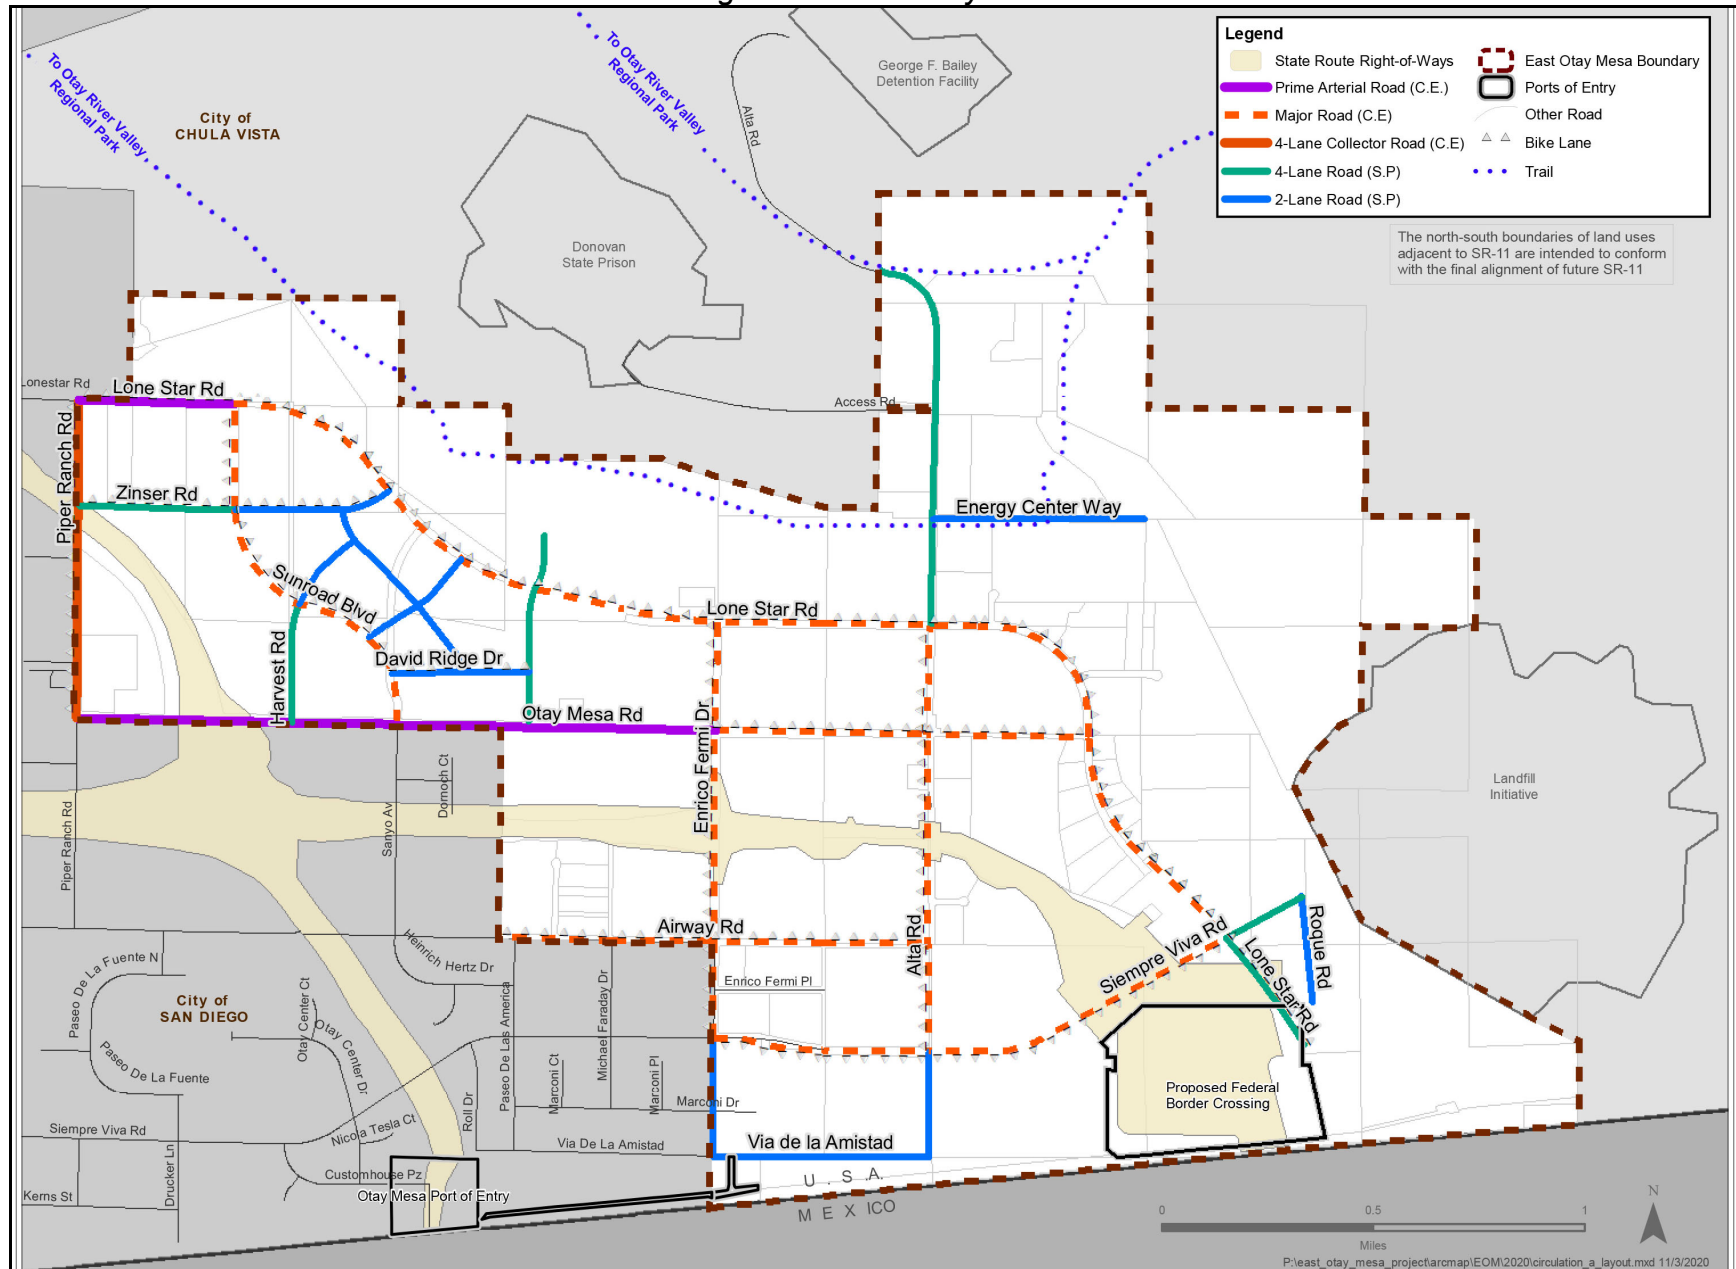 Legend
State Route Right-of-Ways
Prime Arterial Road (C.E.)
Major Road (C.E)
4-Lane Collector Road (C.E)
4-Lane Road (S.P)
2-Lane Road (S.P)
East Otay Mesa Boundary
Ports of Entry
Other Road
Bike Lane
Trail
The north-south boundaries of land uses
adjacent to SR-11 are intended to conform
with the final alignment of future SR-11
To Otay River Valley
Regional Park
To Otay River Valley
Regional Park
City of
CHULA VISTA
George F. Bailey
Detention Facility
Alta Rd
Donovan
State Prison
Lonestar Rd
Lone Star Rd
Access Rd
Piper Ranch Rd
Zinser Rd
Energy Center Way
Sunroad Blvd
Lone Star Rd
Harvest Rd
David Ridge Dr
Otay Mesa Rd
Enrico Fermi Dr
Landfill
Initiative
Piper Ranch Rd
Sanyo Av
Dornoch Ct
Airway Rd
Alta Rd
Siempre Viva Rd
Lone Star Rd
Roque Rd
Heinrich Hertz Dr
Paseo De La Fuente N
Enrico Fermi Pl
City of
SAN DIEGO
Otay Center Ct
Otay Center Dr
Paseo De Las America
Michael Faraday Dr
Paseo De La Fuente
Marconi Ct
Marconi Pl
Marconi Dr
Roll Dr
Proposed Federal
Border Crossing
Siempre Viva Rd
Nicola Tesla Ct
Via De La Amistad
Via de la Amistad
Drucker Ln
Customhouse Pz
Kerns St
Otay Mesa Port of Entry
U . S .A.
M E X ICO
0 0.5 1
Miles
N
P:\east_otay_mesa_project\arcmap\EOM\2020\circulation_a_layout.mxd 11/3/2020